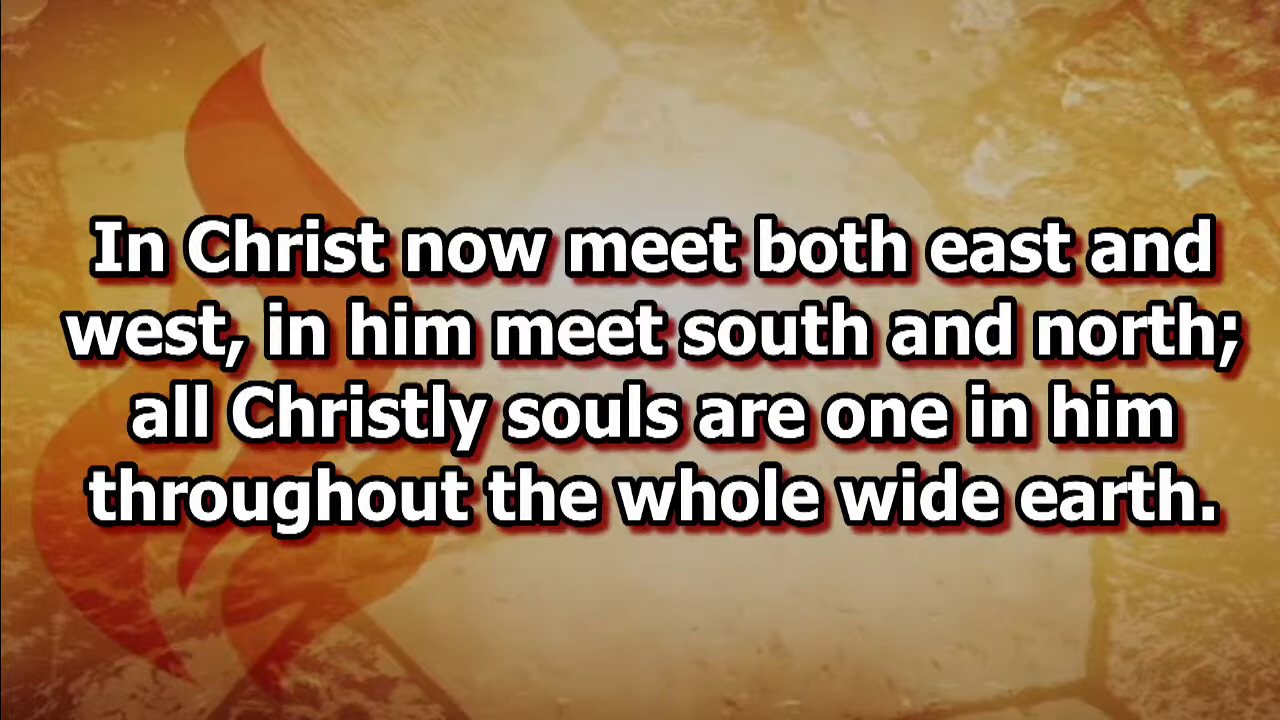 In Christ now meet both east and
west, in him meet south and north;
all Christly souls are one in him
throughout the whole wide earth.